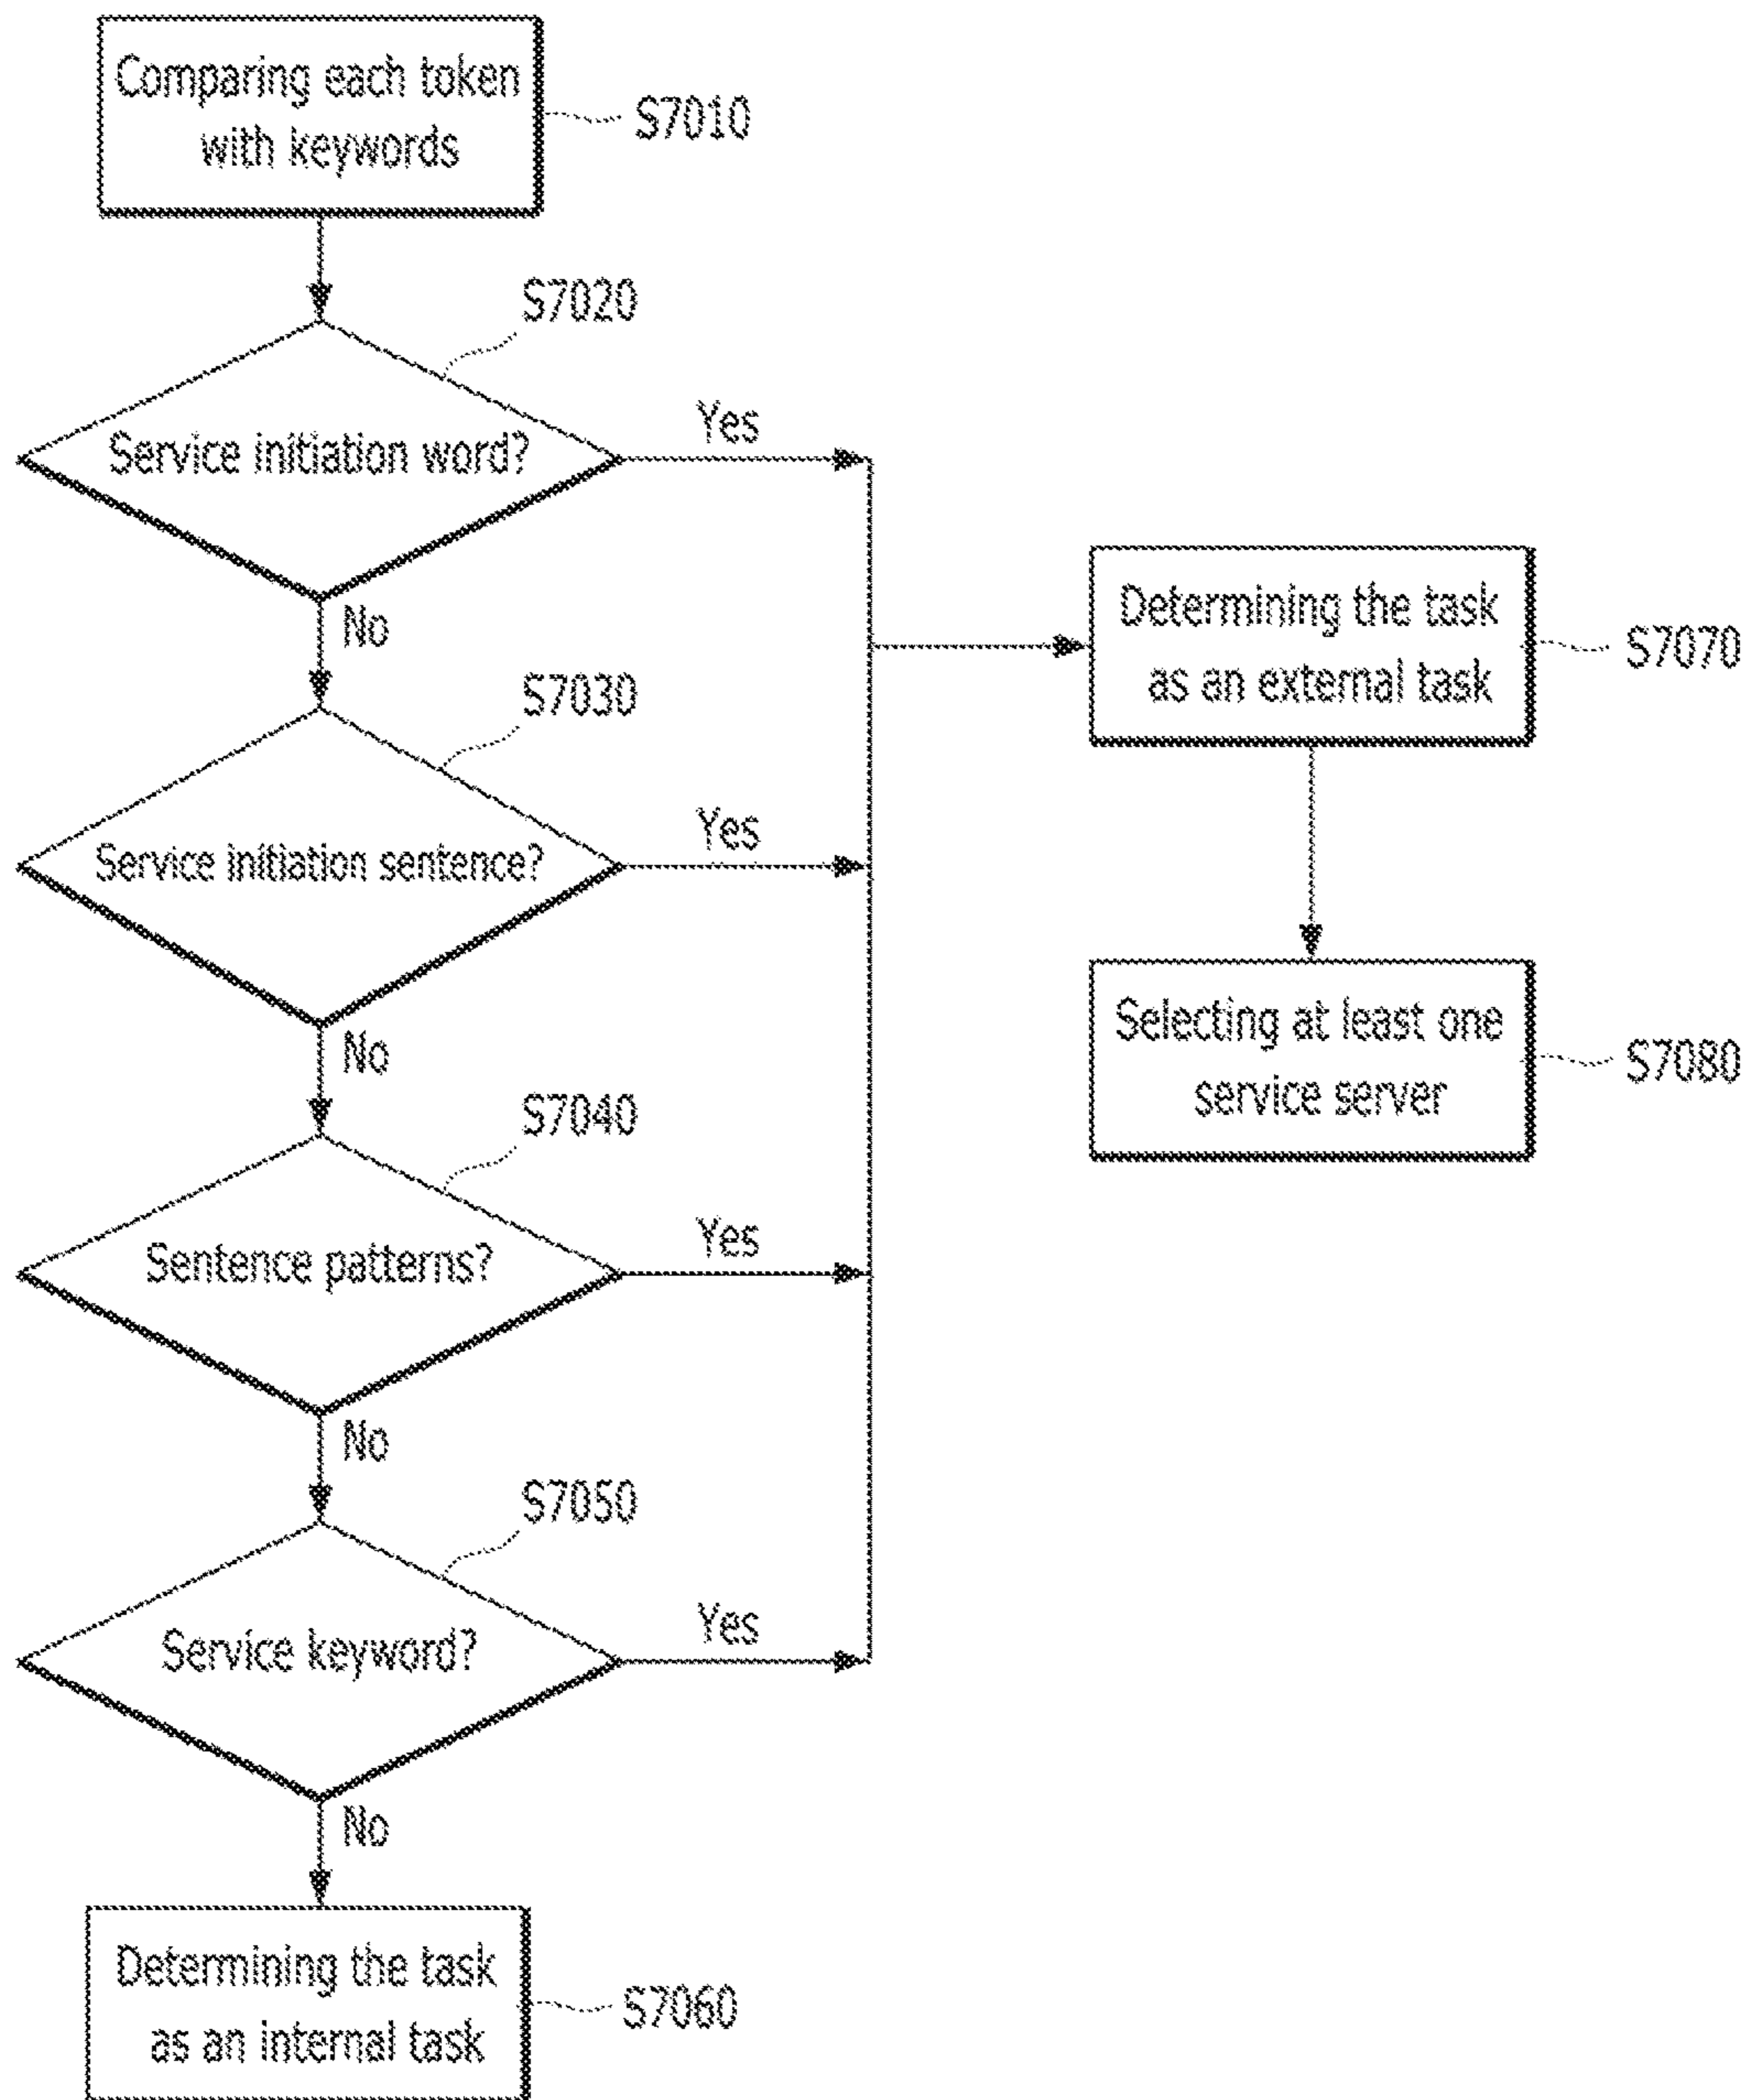 Comparing each token
with keywords
S7010
S7020
Service initiation word?
Yes
No
S7030
Service initiation sentence?
Yes
No
S7040
Sentence patterns?
Yes
No
S7050
Service keyword?
Yes
No
Determining the task
as an internal task
S7060
Determining the task
as an external task
S7070
Selecting at least one
service server
S7080